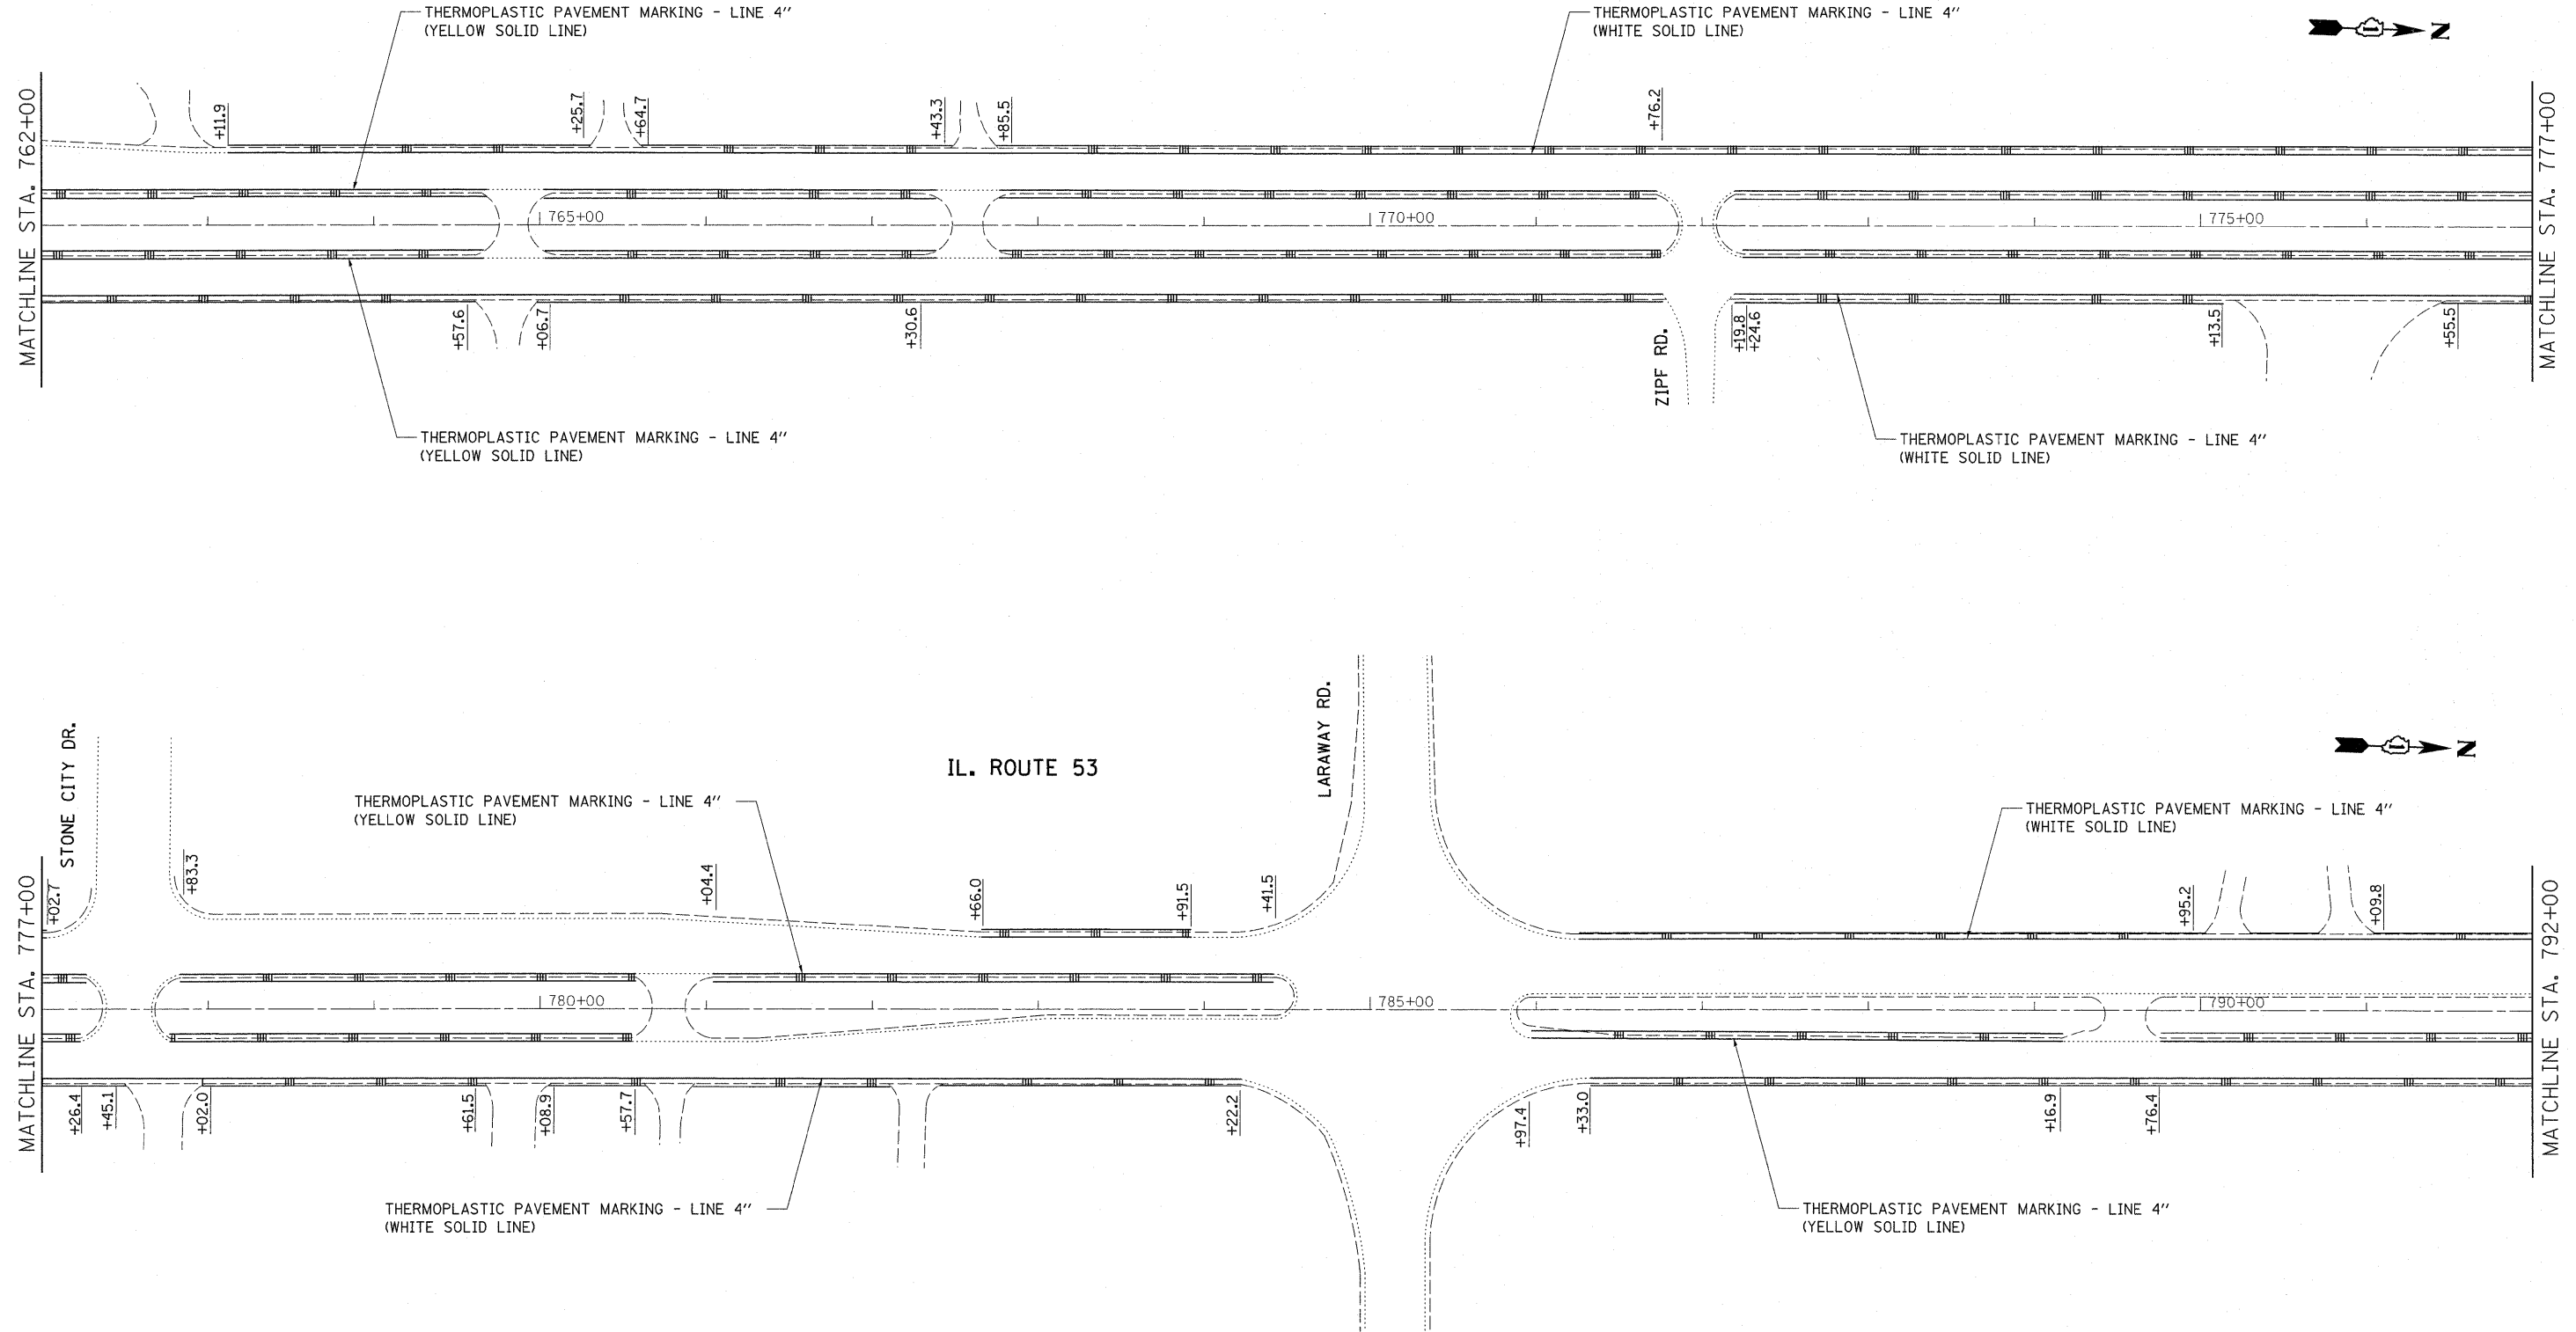 THERMOPLASTIC PAVEMENT MARKING - LINE 4"
(YELLOW SOLID LINE)
THERMOPLASTIC PAVEMENT MARKING - LINE 4"
(WHITE SOLID LINE)
1
N
MATCHLINE STA. 762+00
+11.9
+25.7
+64.7
+43.3
+85.5
+76.2
MATCHLINE STA. 777+00
765+00
770+00
775+00
+57.6
+06.7
+30.6
ZIPF RD.
+19.8
+24.6
+13.5
+55.5
THERMOPLASTIC PAVEMENT MARKING - LINE 4"
(YELLOW SOLID LINE)
THERMOPLASTIC PAVEMENT MARKING - LINE 4"
(WHITE SOLID LINE)
STONE CITY DR.
IL. ROUTE 53
LARAWAY RD.
1
N
THERMOPLASTIC PAVEMENT MARKING - LINE 4"
(YELLOW SOLID LINE)
THERMOPLASTIC PAVEMENT MARKING - LINE 4"
(WHITE SOLID LINE)
MATCHLINE STA. 777+00
+02.7
+83.3
+04.4
+66.0
+91.5
+41.5
+95.2
+09.8
MATCHLINE STA. 792+00
780+00
785+00
790+00
+26.4
+45.1
+02.0
+61.5
+08.9
+57.7
+22.2
+97.4
+33.0
+16.9
+76.4
THERMOPLASTIC PAVEMENT MARKING - LINE 4"
(WHITE SOLID LINE)
THERMOPLASTIC PAVEMENT MARKING - LINE 4"
(YELLOW SOLID LINE)